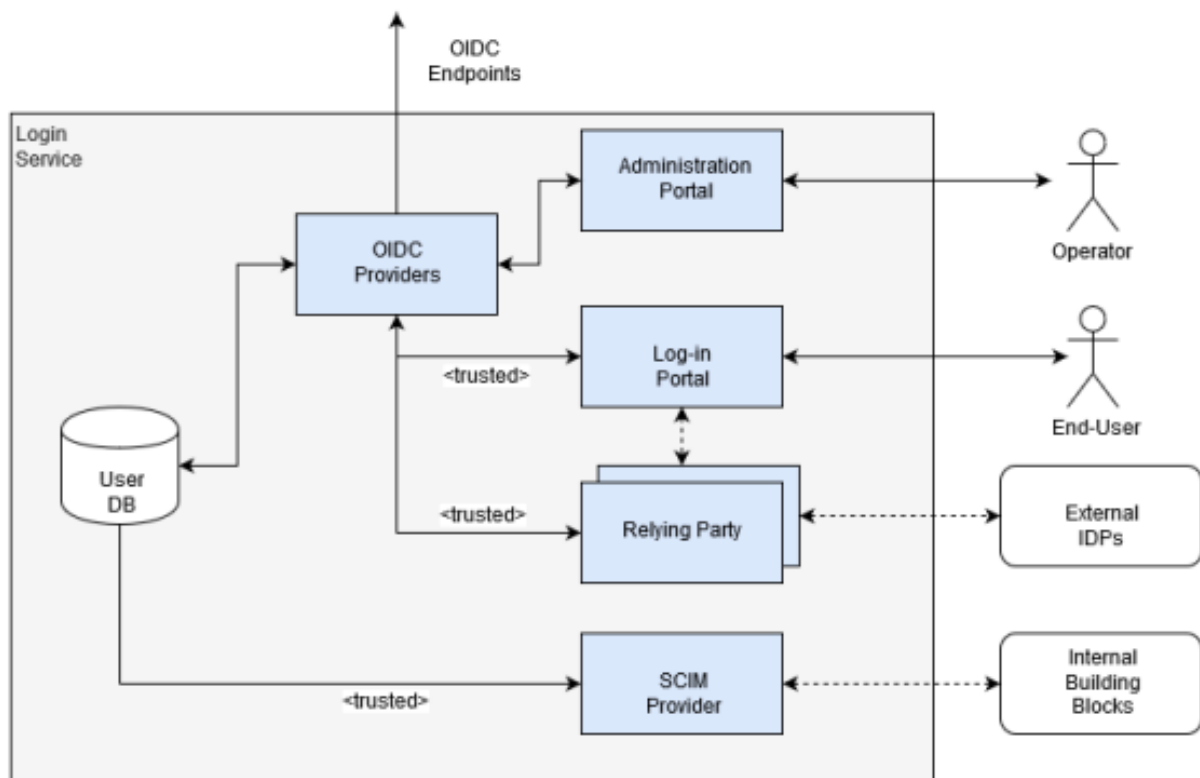 OIDC
Endpoints
Login
Service
Administration
Portal
Operator
OIDC
Providers
Log-in
Portal
<trusted>
End-User
User
DB
<trusted>
Relying Party
External
IDPs
SCIM
Provider
<trusted>
Internal
Building
Blocks